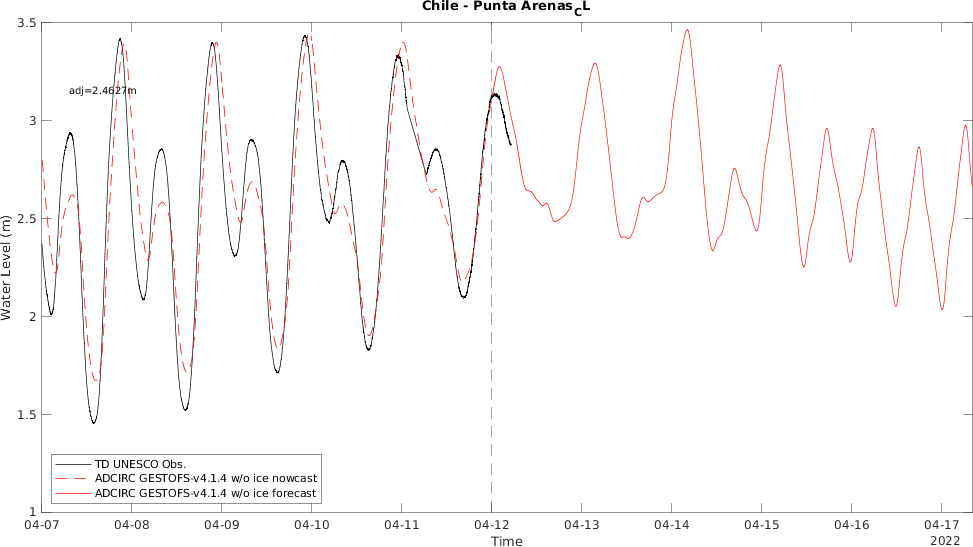 Chile - Punta Arenas_CL
adj=2.4627m
Water Level (m)
3.5
3
2.5
2
1.5
1
TD UNESCO Obs.
ADCIRC GESTOFS-v4.1.4 w/o ice nowcast
ADCIRC GESTOFS-v4.1.4 w/o ice forecast
04-07 04-08 04-09 04-10 04-11 04-12 04-13 04-14 04-15 04-16 04-17
Time
2022